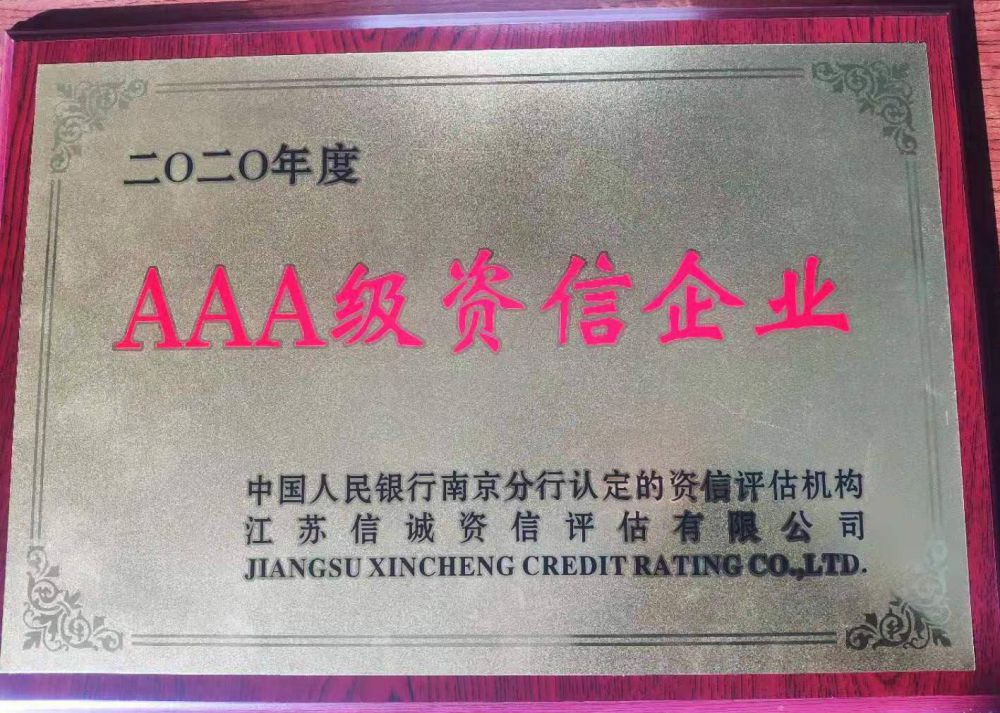 二〇二〇年度
AAA级资信企业
中国人民银行南京分行认定的资信评估机构
江苏信诚资信评估有限公司
JIANGSU XINCHENG CREDIT RATING CO.,LTD.